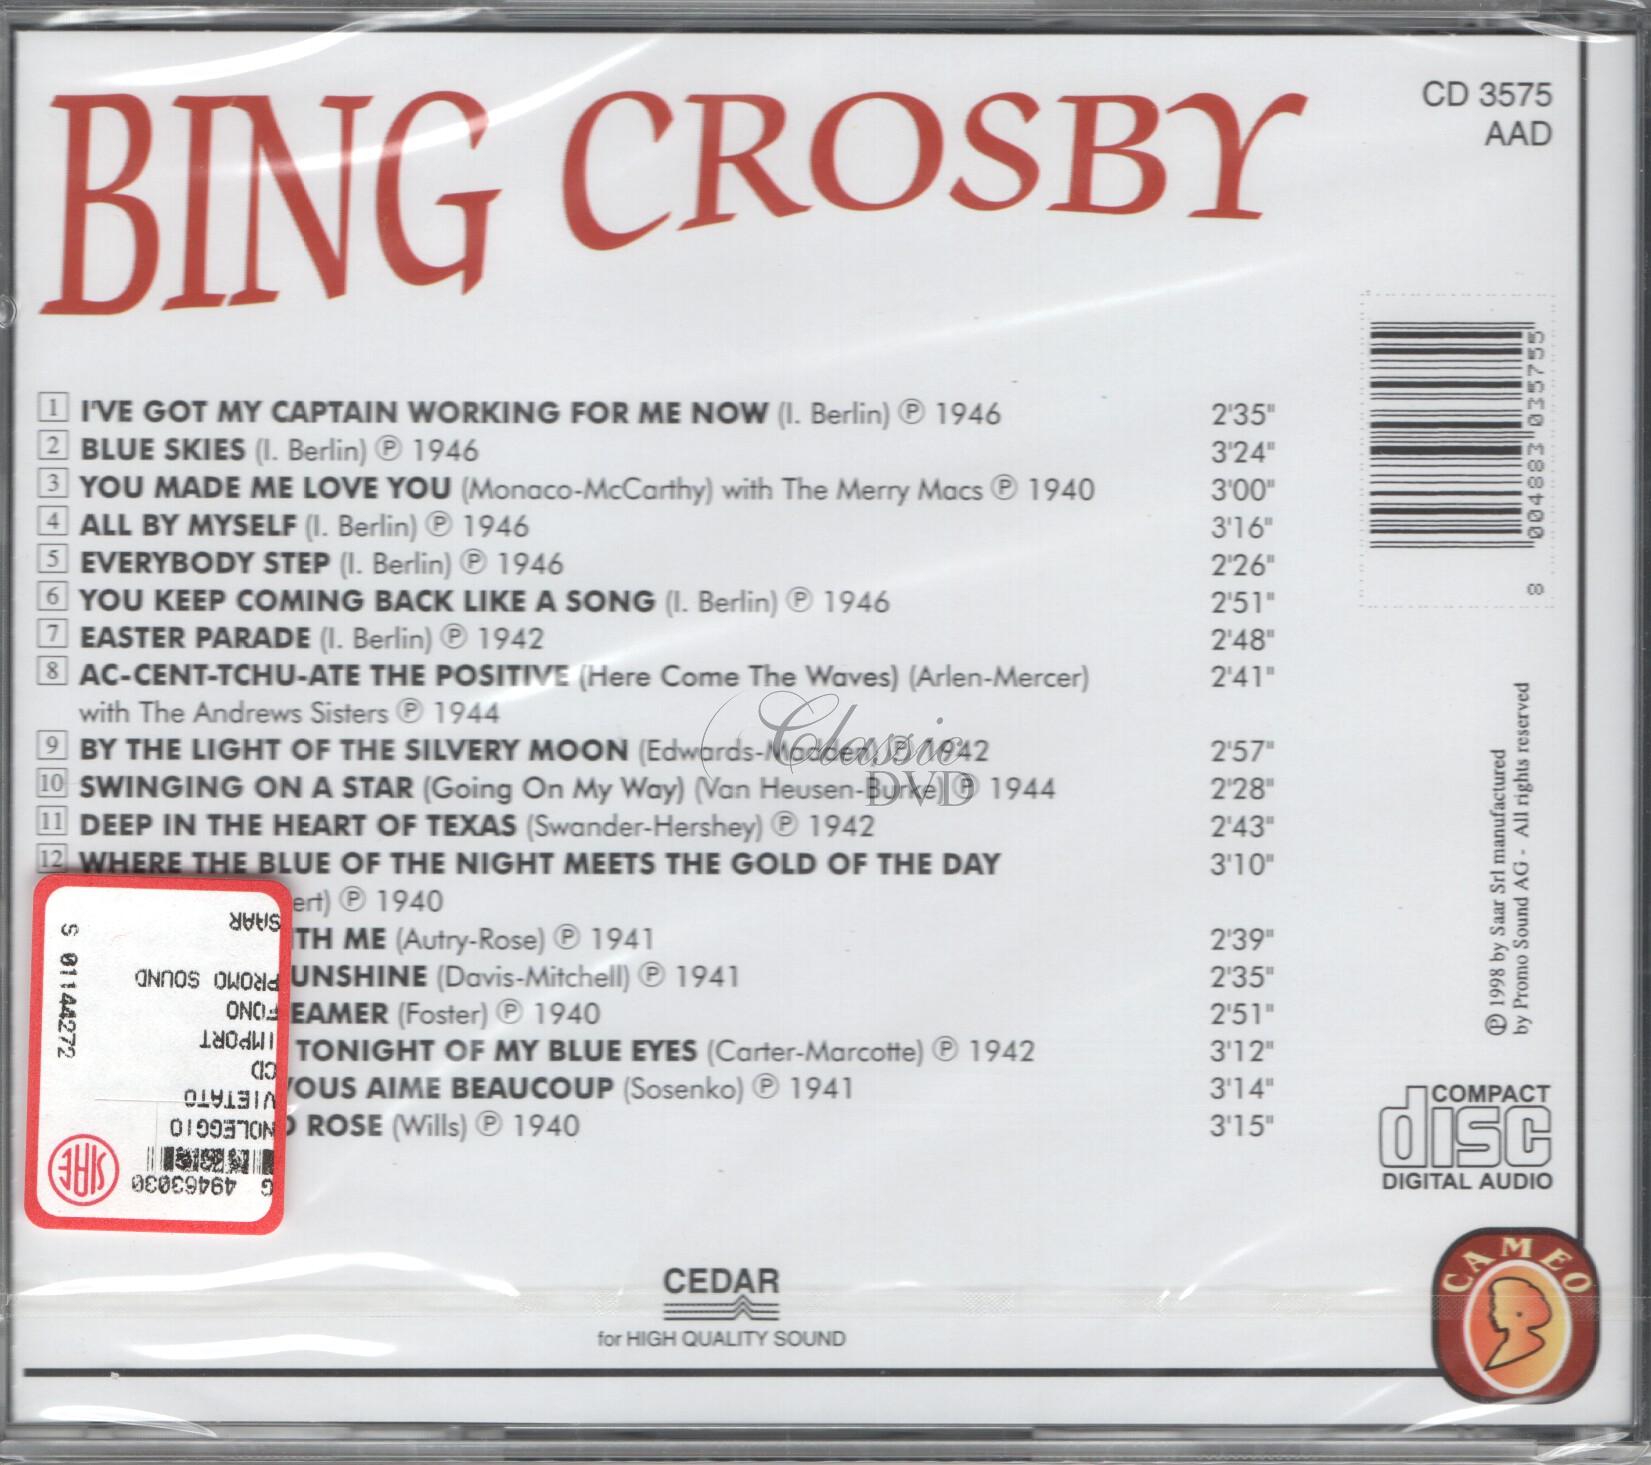 BING CROSBY
CD 3575
AAD
1 I'VE GOT MY CAPTAIN WORKING FOR ME NOW (I. Berlin) ℗ 1946 2'35"
2 BLUE SKIES (I. Berlin) ℗ 1946 3'24"
3 YOU MADE ME LOVE YOU (Monaco-McCarthy) with The Merry Macs ℗ 1940 3'00"
4 ALL BY MYSELF (I. Berlin) ℗ 1946 3'16"
5 EVERYBODY STEP (I. Berlin) ℗ 1946 2'26"
6 YOU KEEP COMING BACK LIKE A SONG (I. Berlin) ℗ 1946 2'51"
7 EASTER PARADE (I. Berlin) ℗ 1942 2'48"
8 AC-CENT-TCHU-ATE THE POSITIVE (Here Come The Waves) (Arlen-Mercer) 2'41"
with The Andrews Sisters ℗ 1944
9 BY THE LIGHT OF THE SILVERY MOON (Edwards-Madden) ℗ 1942 2'57"
10 SWINGING ON A STAR (Going On My Way) (Van Heusen-Burke) ℗ 1944 2'28"
11 DEEP IN THE HEART OF TEXAS (Swander-Hershey) ℗ 1942 2'43"
12 WHERE THE BLUE OF THE NIGHT MEETS THE GOLD OF THE DAY 3'10"
ert) ℗ 1940
TH ME (Autry-Rose) ℗ 1941 2'39"
UNSHINE (Davis-Mitchell) ℗ 1941 2'35"
EAMER (Foster) ℗ 1940 2'51"
TONIGHT OF MY BLUE EYES (Carter-Marcotte) ℗ 1942 3'12"
VOUS AIME BEAUCOUP (Sosenko) ℗ 1941 3'14"
O ROSE (Wills) ℗ 1940 3'15"
Classic
DVD
8 004883 035755
℗ 1998 by Saar Srl manufactured
by Promo Sound AG - All rights reserved
COMPACT
disc
DIGITAL AUDIO
CAMEO
CEDAR
for HIGH QUALITY SOUND
G 49463030
SIAE
NOLEGGIO
VIETATO
CD
IMPORT
FONO
PROMO SOUND
SAAR
S 01144272